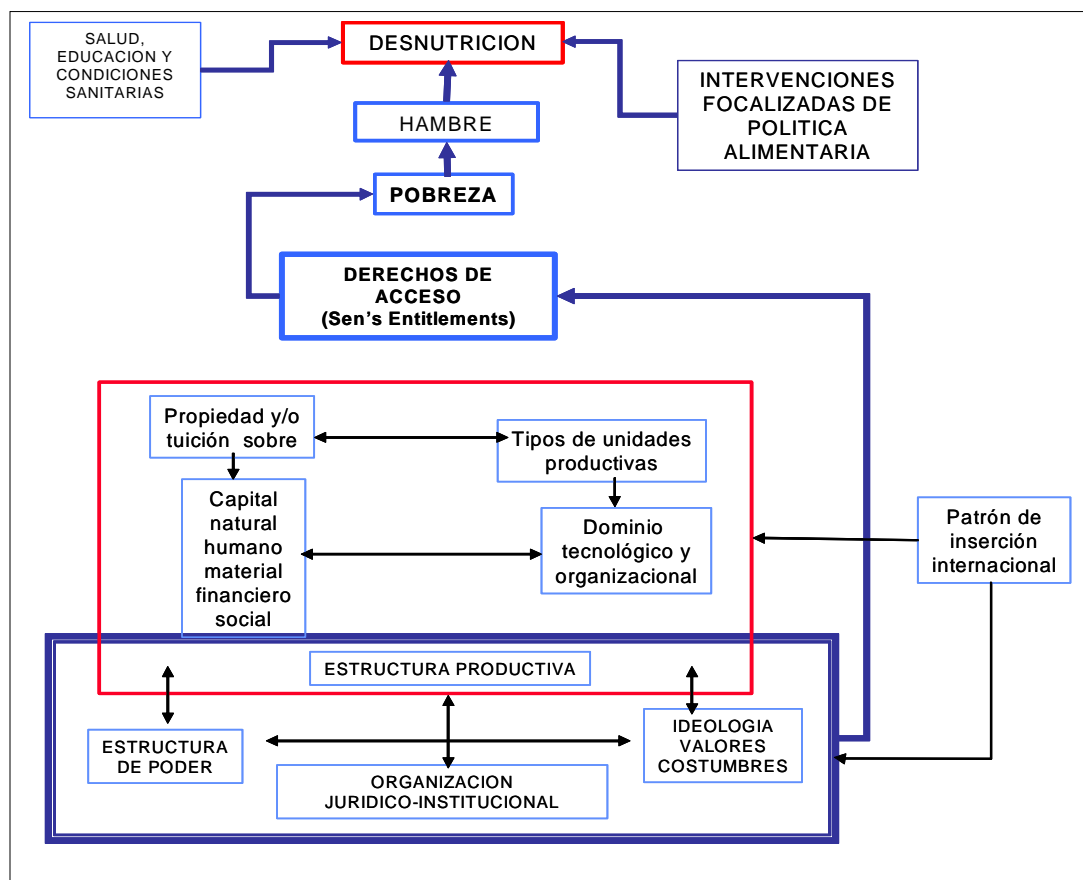 SALUD,
EDUCACION Y
CONDICIONES
SANITARIAS
DESNUTRICION
INTERVENCIONES
FOCALIZADAS DE
POLITICA
ALIMENTARIA
HAMBRE
POBREZA
DERECHOS DE
ACCESO
(Sen's Entitlements)
Propiedad y/o
tuición sobre
Tipos de unidades
productivas
Capital
natural
humano
material
financiero
social
Dominio
tecnológico y
organizacional
Patrón de
inserción
internacional
ESTRUCTURA PRODUCTIVA
ESTRUCTURA
DE PODER
ORGANIZACION
JURIDICO-INSTITUCIONAL
IDEOLOGIA
VALORES
COSTUMBRES